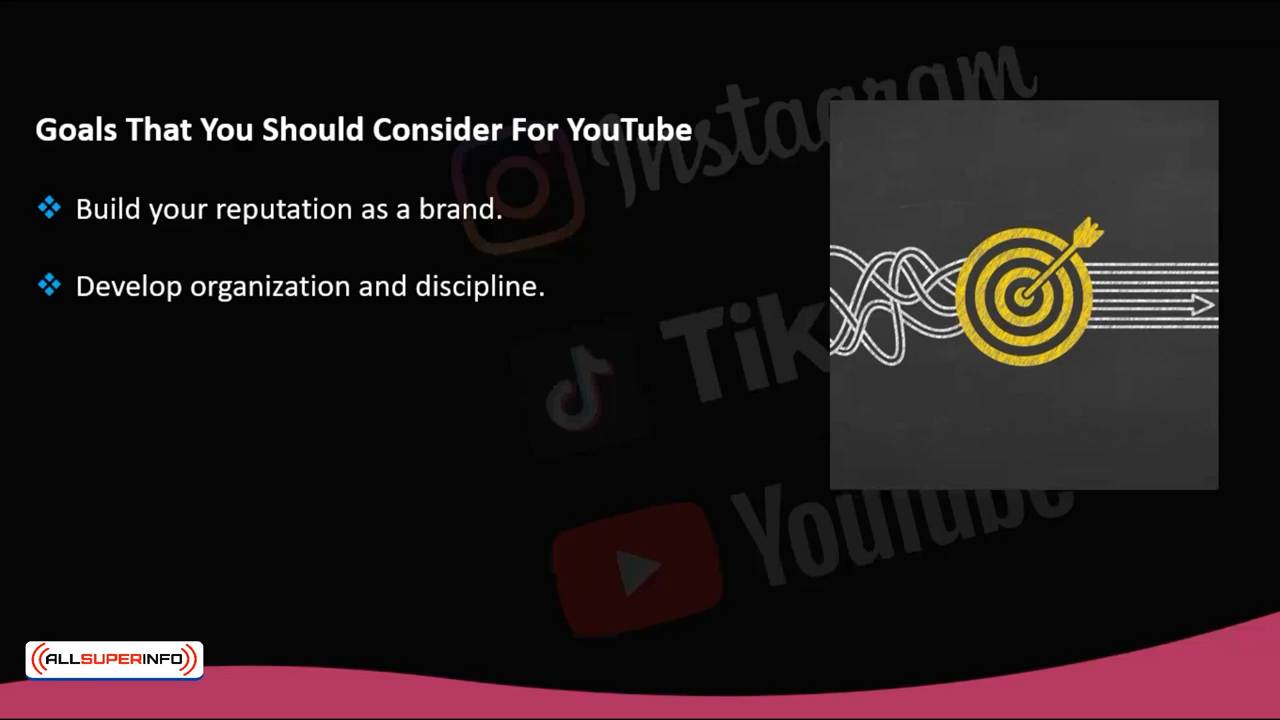 Goals That You Should Consider For YouTube
Build your reputation as a brand.
Develop organization and discipline.
Instagram
Tik
YouTube
ALLSUPERINFO